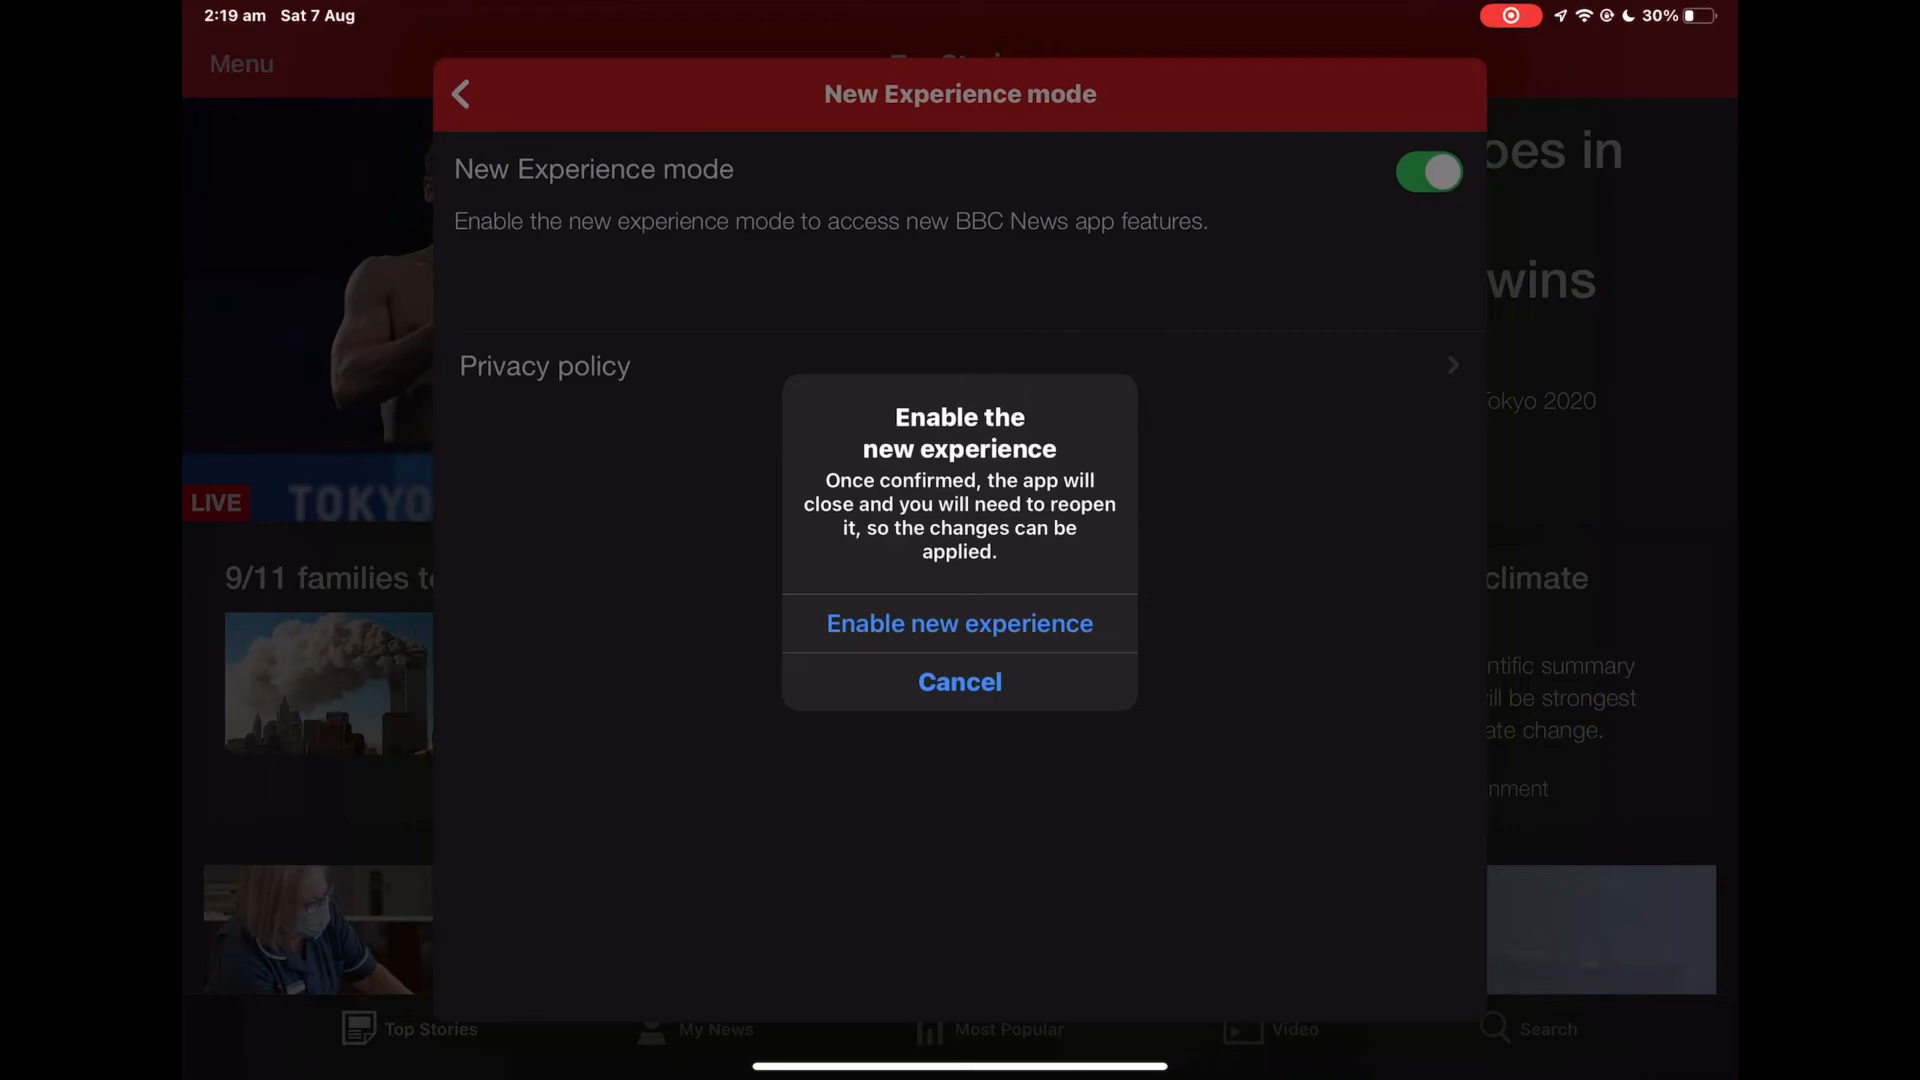 2:19 am Sat 7 Aug
30%
Menu
New Experience mode
New Experience mode
Enable the new experience mode to access new BBC News app features.
Privacy policy
Enable the
new experience
Once confirmed, the app will
close and you will need to reopen
it, so the changes can be
applied.
Enable new experience
Cancel
oes in
wins
okyo 2020
LIVE TOKYO
9/11 families t
climate
ntific summary
ill be strongest
ate change.
nment
Top Stories
My News
Most Popular
Video
Search